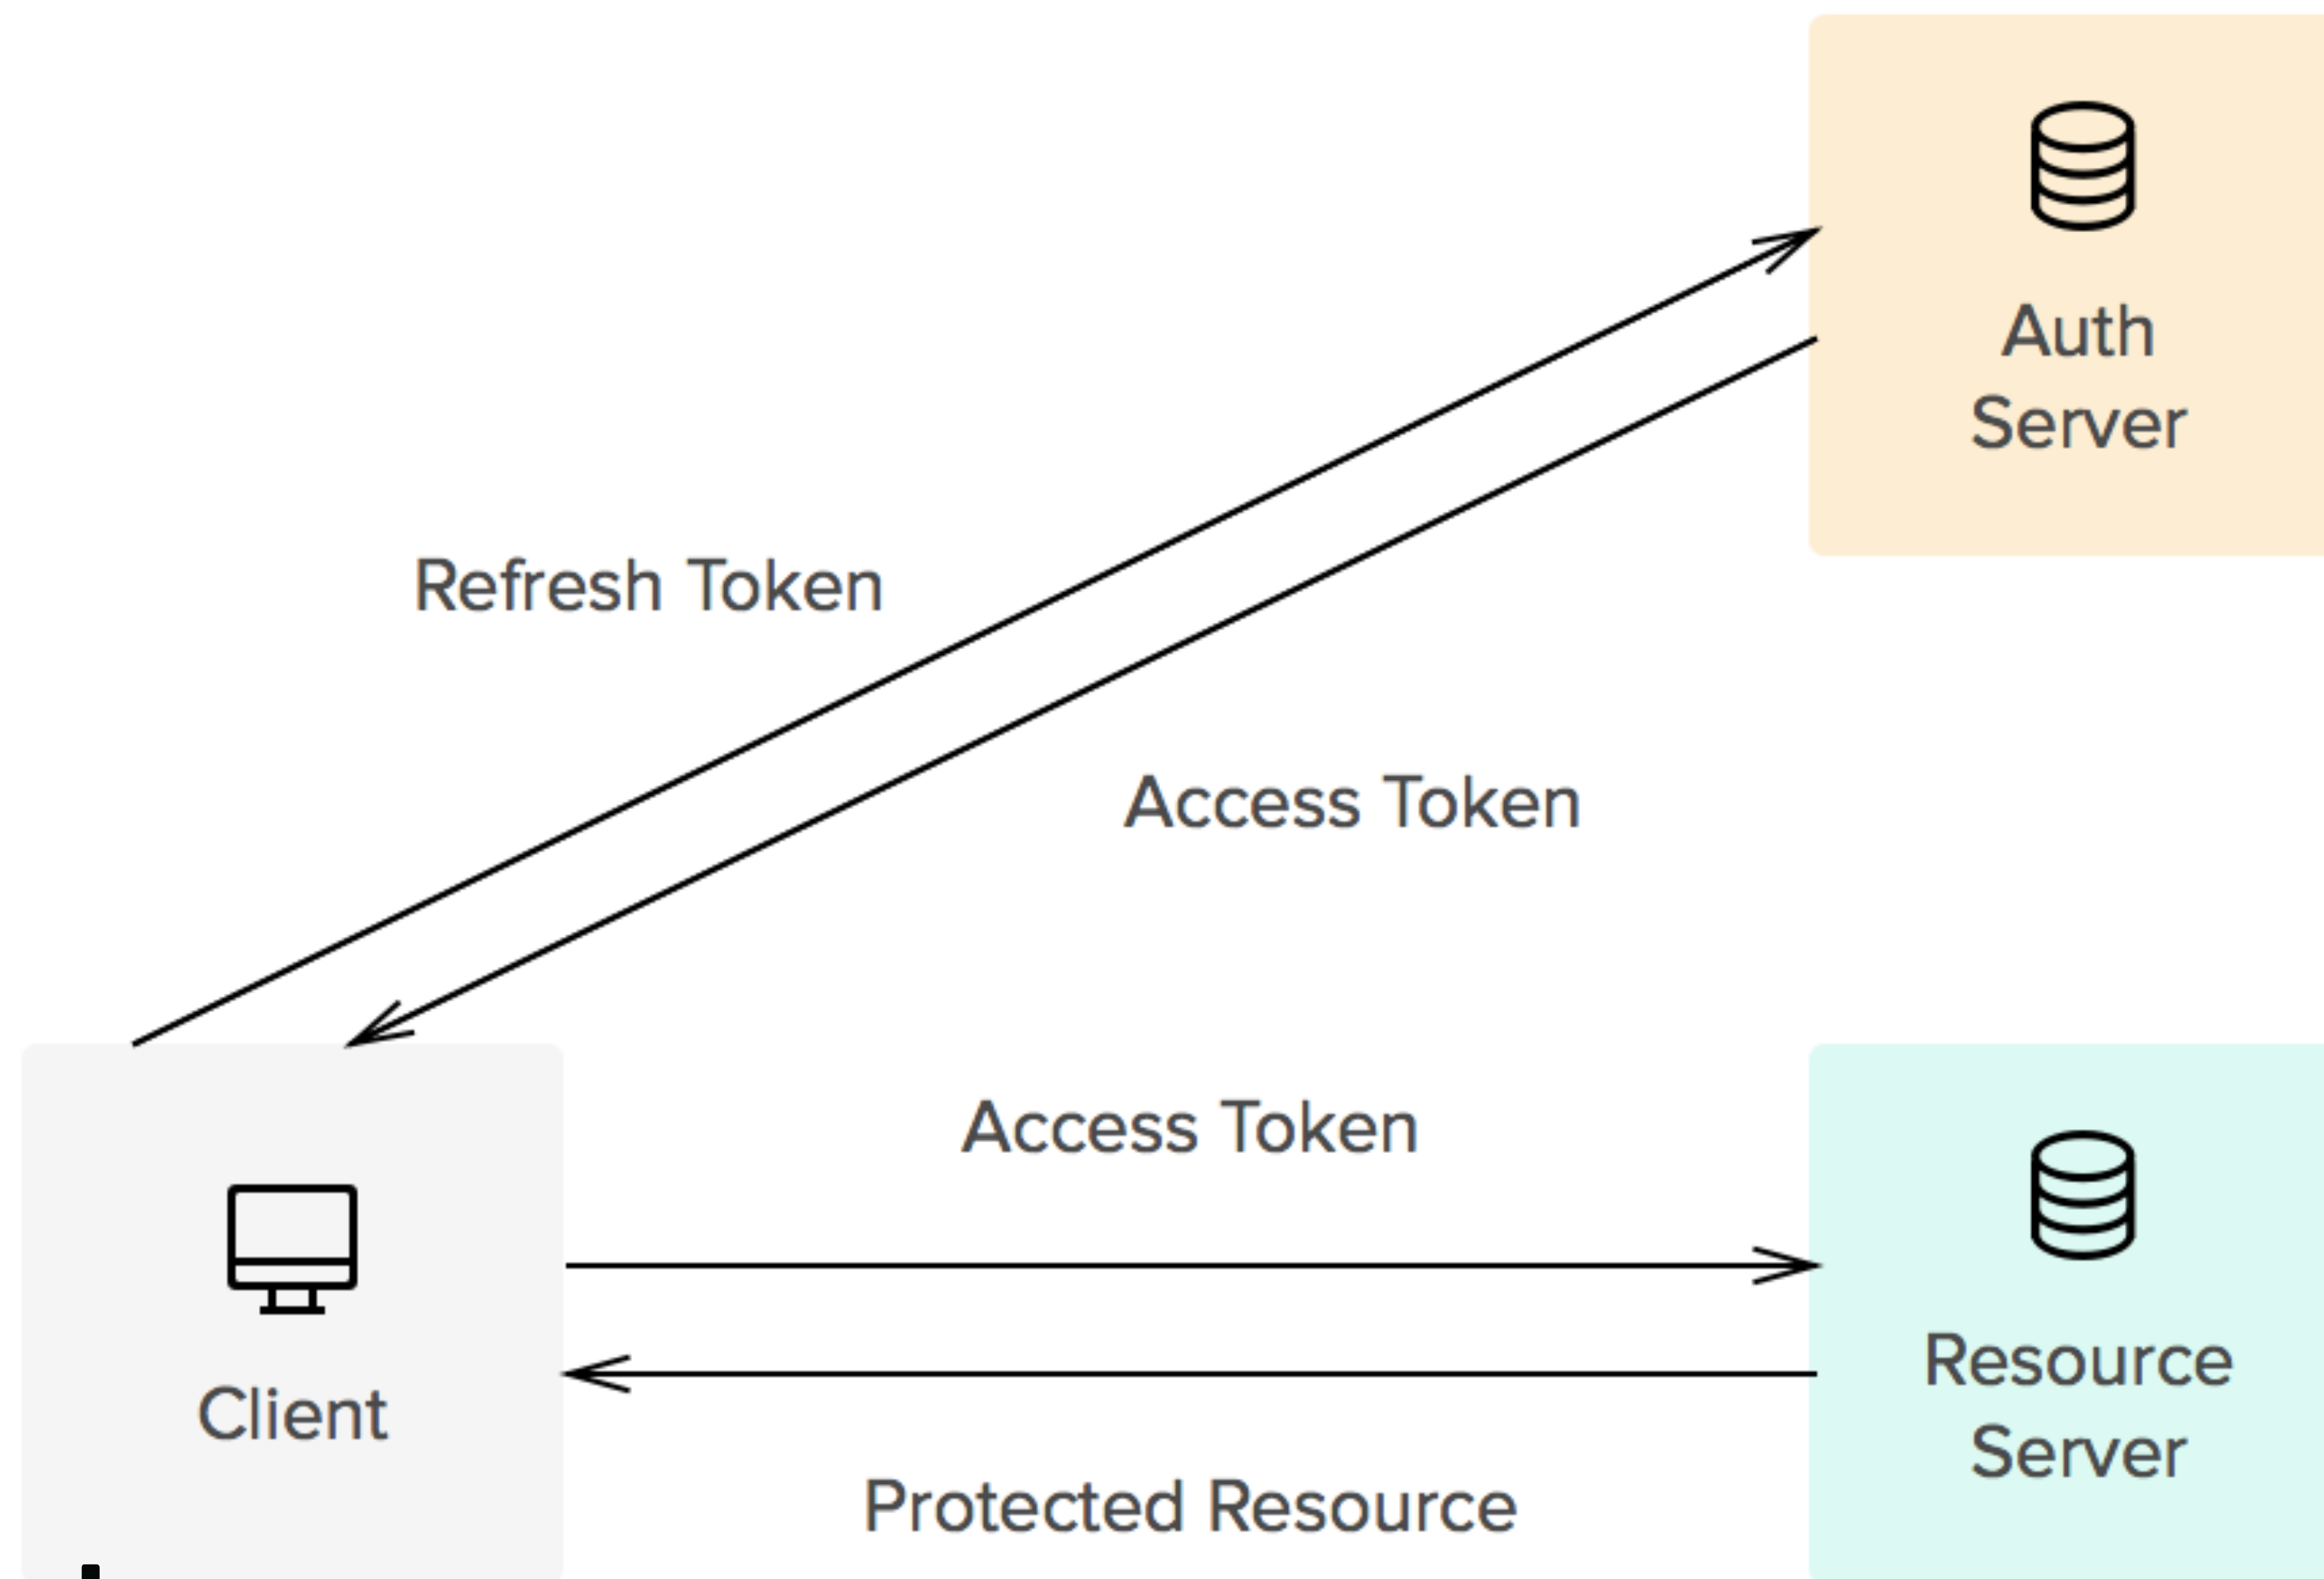 Auth
Server
Refresh Token
Access Token
Access Token
Client
Resource
Server
Protected Resource